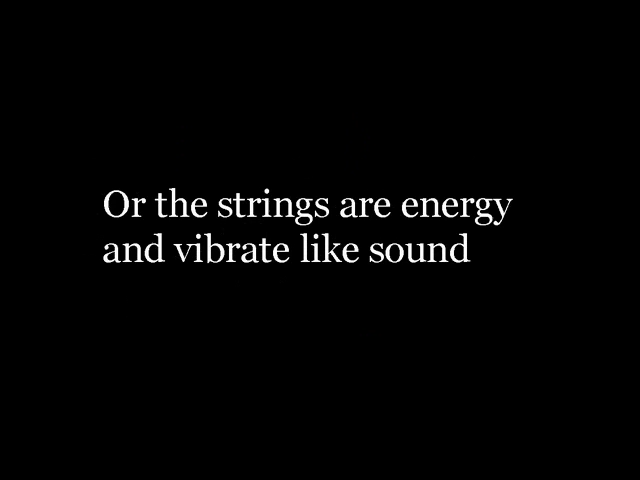 Or the strings are energy
and vibrate like sound